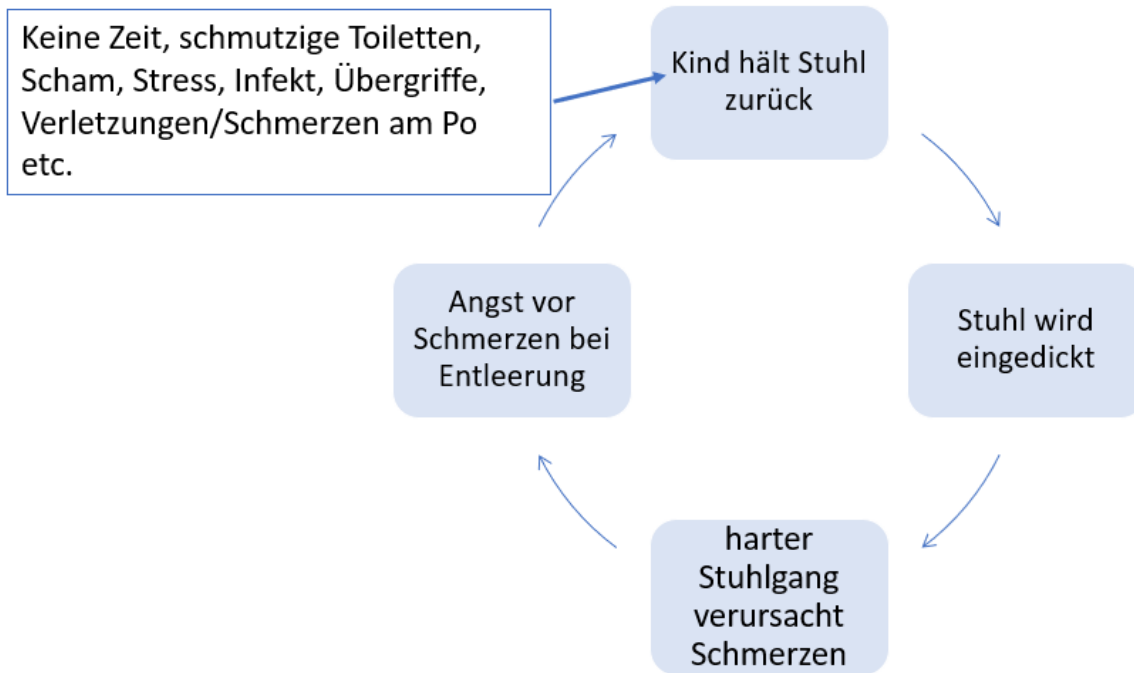 Keine Zeit, schmutzige Toiletten,
Scham, Stress, Infekt, Übergriffe,
Verletzungen/Schmerzen am Po
etc.
Kind hält Stuhl
zurück
Stuhl wird
eingedickt
harter
Stuhlgang
verursacht
Schmerzen
Angst vor
Schmerzen bei
Entleerung